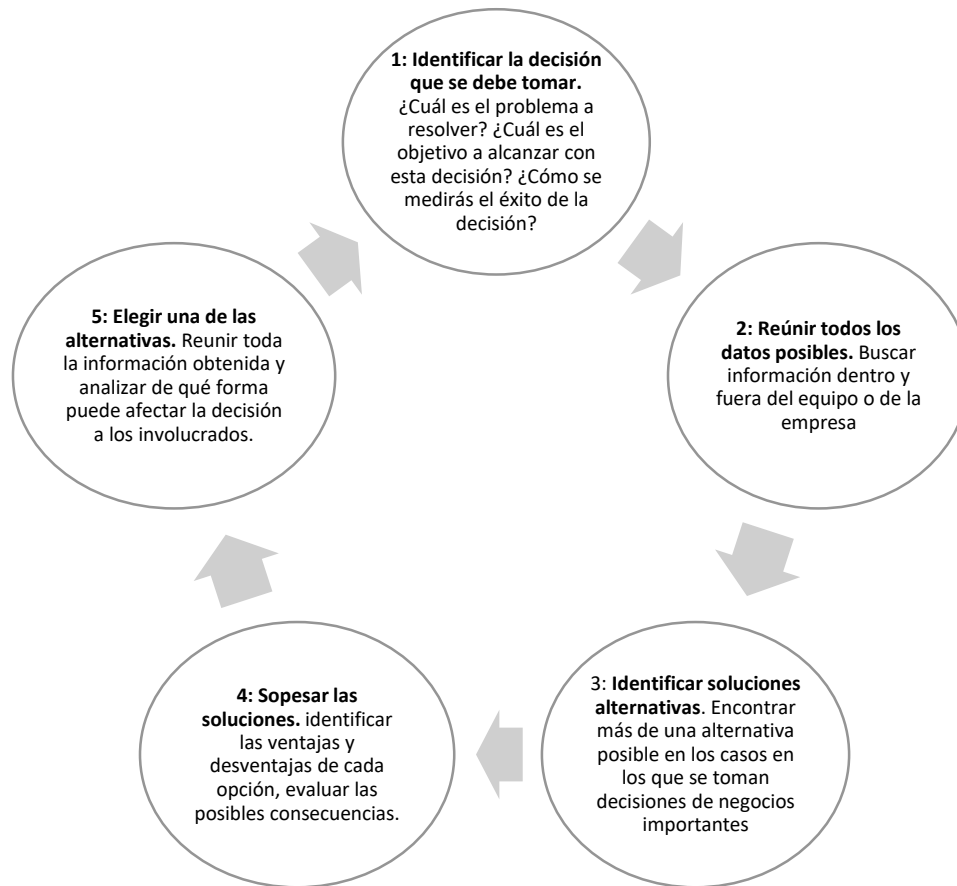 1: Identificar la decisión
que se debe tomar.
¿Cuál es el problema a
resolver? ¿Cuál es el
objetivo a alcanzar con
esta decisión? ¿Cómo se
medirás el éxito de la
decisión?
2: Reúnir todos los
datos posibles. Buscar
información dentro y
fuera del equipo o de la
empresa
3: Identificar soluciones
alternativas. Encontrar
más de una alternativa
posible en los casos en
los que se toman
decisiones de negocios
importantes
4: Sopesar las
soluciones. identificar
las ventajas y
desventajas de cada
opción, evaluar las
posibles consecuencias.
5: Elegir una de las
alternativas. Reunir toda
la información obtenida y
analizar de qué forma
puede afectar la decisión
a los involucrados.